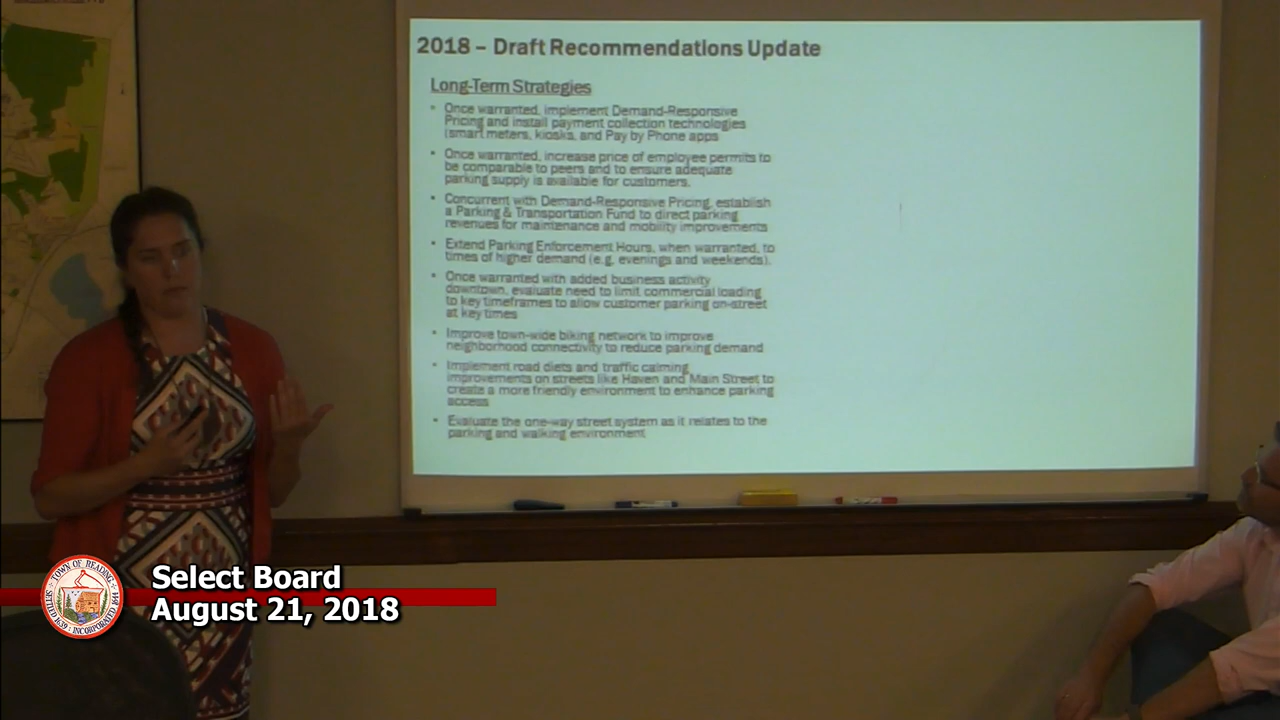 2018 – Draft Recommendations Update
Long-Term Strategies
• Once warranted, implement Demand-Responsive
Pricing and install payment collection technologies
(smart meters, kiosks, and Pay by Phone apps
• Once warranted, increase price of employee permits to
be comparable to peers and to ensure adequate
parking supply is available for customers.
• Concurrent with Demand-Responsive Pricing, establish
a Parking & Transportation Fund to direct parking
revenues for maintenance and mobility improvements
• Extend Parking Enforcement Hours, when warranted, to
times of higher demand (e.g. evenings and weekends).
• Once warranted with added business activity
downtown, evaluate need to limit commercial loading
to key timeframes to allow customer parking on-street
at key times
• Improve town-wide biking network to improve
neighborhood connectivity to reduce parking demand
• Implement road diets and traffic calming
improvements on streets like Haven and Main Street to
create a more friendly environment to enhance parking
access
• Evaluate the one-way street system as it relates to the
parking and walking environment
TOWN OF READING
SETTLED 1639 · INCORPORATED 1644
Select Board
August 21, 2018